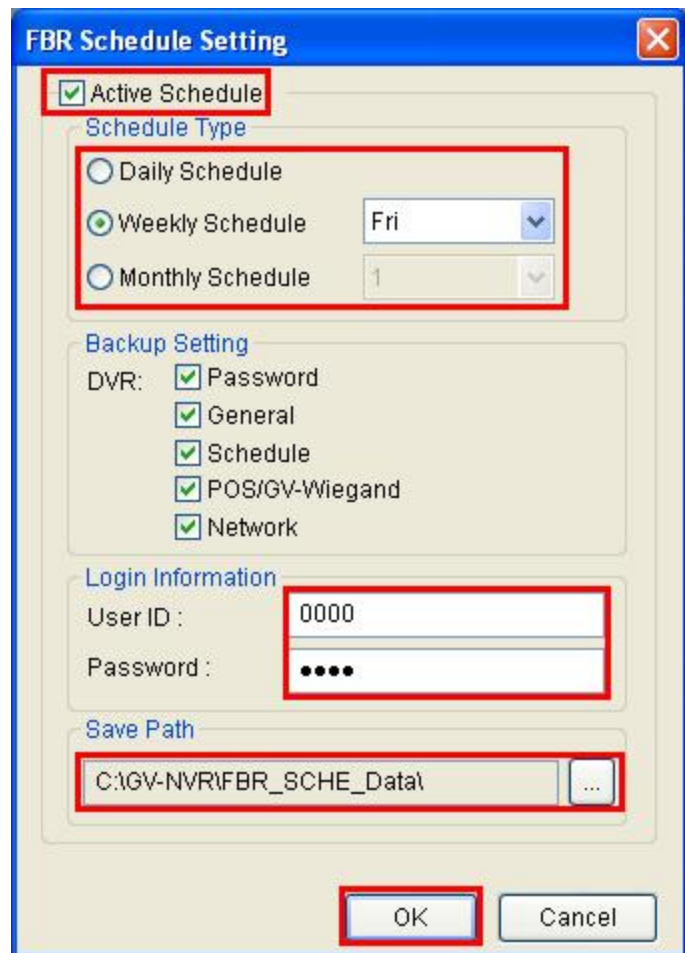 FBR Schedule Setting
Active Schedule
Schedule Type
Daily Schedule
Weekly Schedule Fri
Monthly Schedule 1
Backup Setting
DVR: Password
General
Schedule
POS/GV-Wiegand
Network
Login Information
User ID : 0000
Password : ●●●●
Save Path
C:\GV-NVR\FBR_SCHE_Data\ ...
OK Cancel